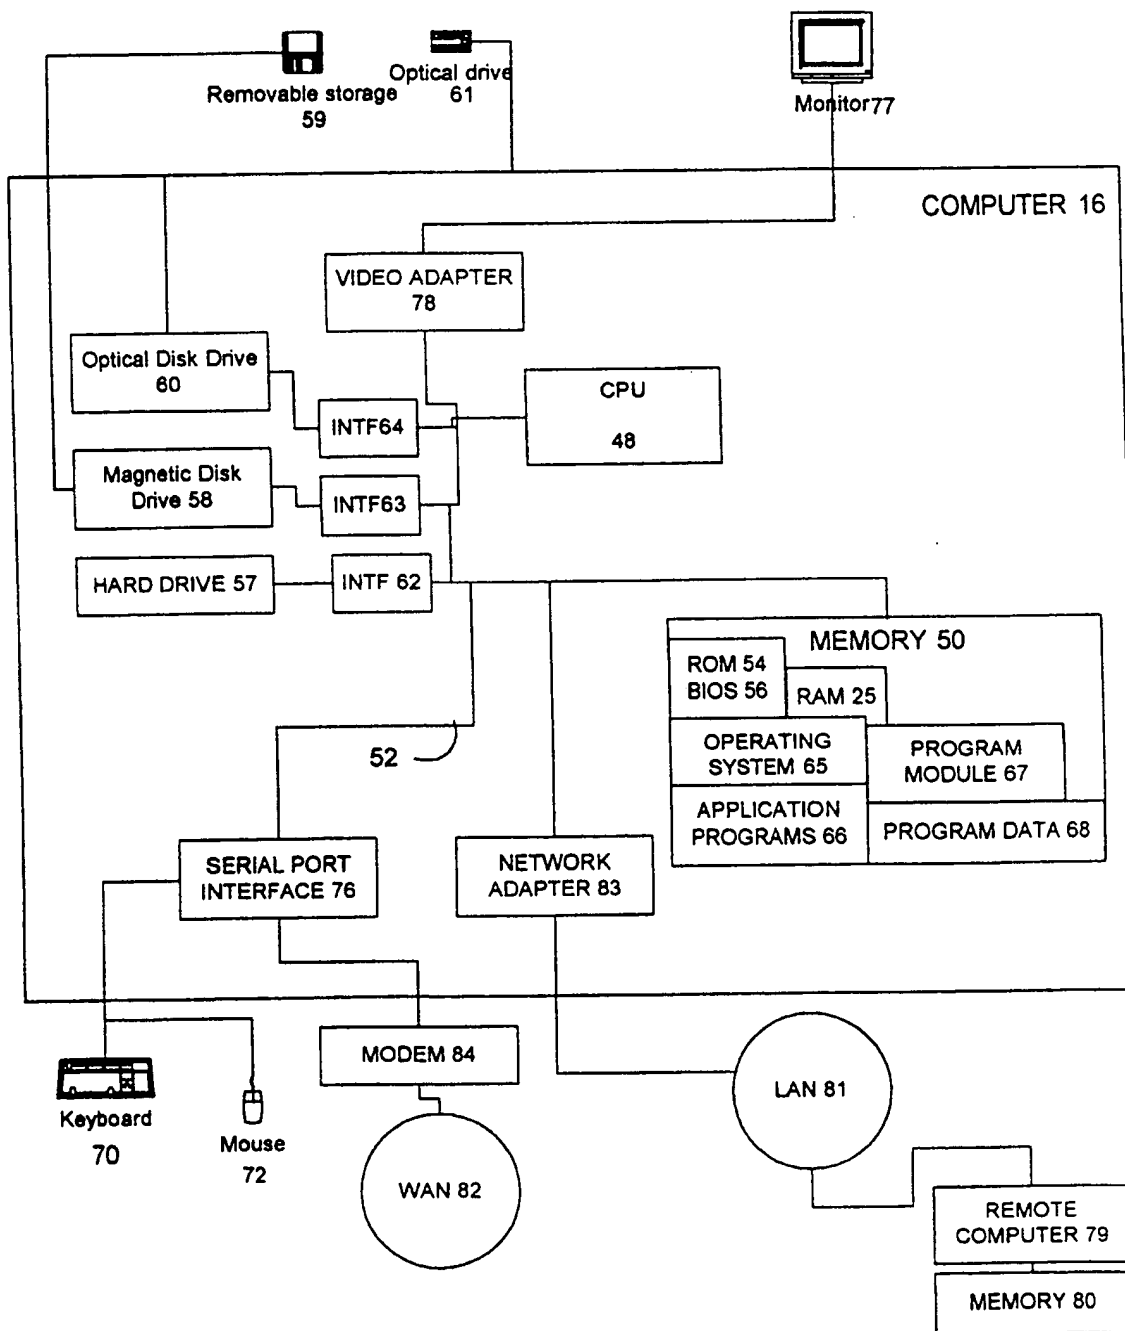 Removable storage
59
Optical drive
61
Monitor 77
COMPUTER 16
VIDEO ADAPTER
78
Optical Disk Drive
60
CPU
48
INTF64
Magnetic Disk
Drive 58
INTF63
HARD DRIVE 57
INTF 62
MEMORY 50
ROM 54
BIOS 56
RAM 25
OPERATING
SYSTEM 65
PROGRAM
MODULE 67
APPLICATION
PROGRAMS 66
PROGRAM DATA 68
52
SERIAL PORT
INTERFACE 76
NETWORK
ADAPTER 83
MODEM 84
LAN 81
Keyboard
70
Mouse
72
WAN 82
REMOTE
COMPUTER 79
MEMORY 80